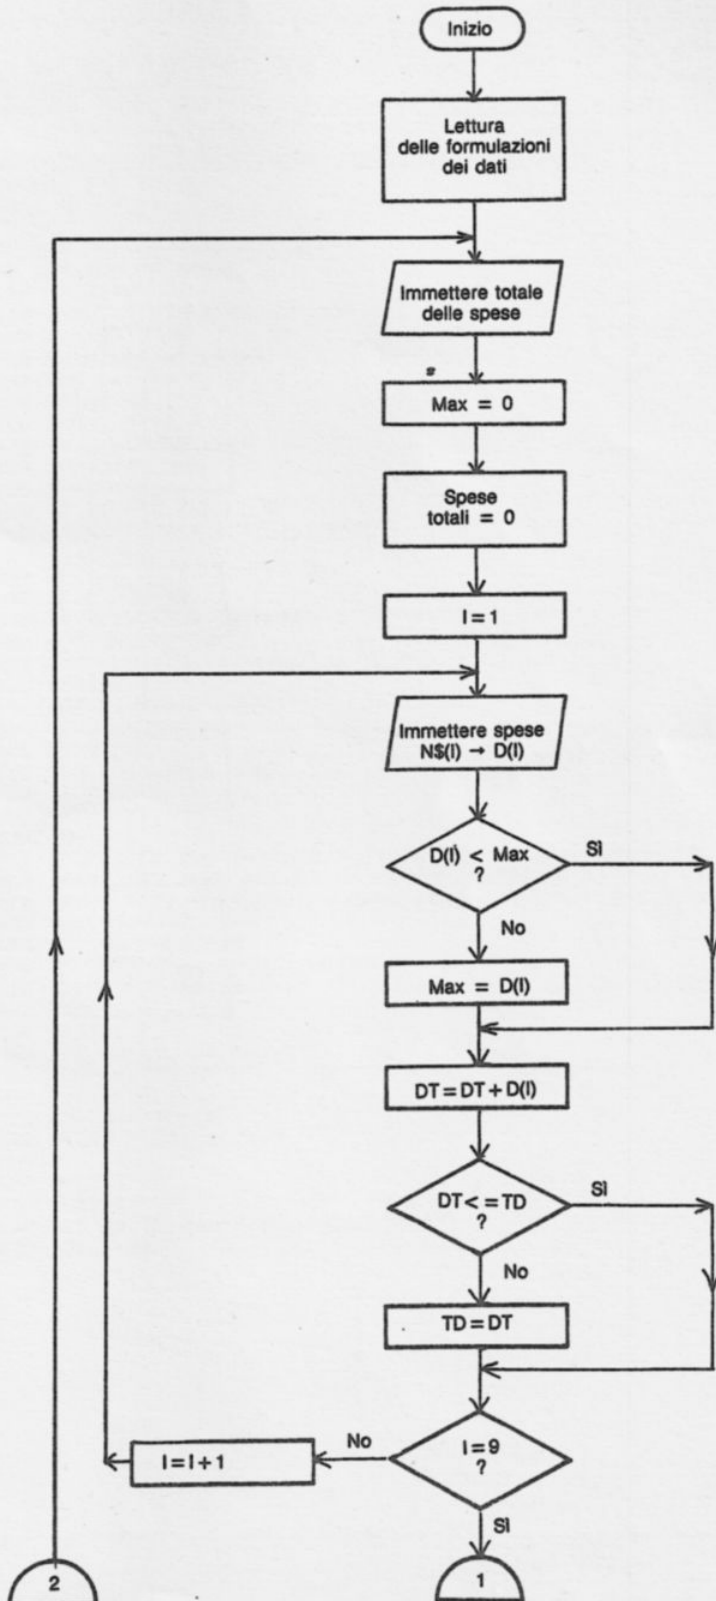 Inizio
Lettura
delle formulazioni
dei dati
Immettere totale
delle spese
Max = 0
Spese
totali = 0
I = 1
Immettere spese
N$(I) → D(I)
D(I) < Max
?
Sì
No
Max = D(I)
DT = DT + D(I)
DT < = TD
?
Sì
No
TD = DT
I = 9
?
No
I = I + 1
Sì
2
1